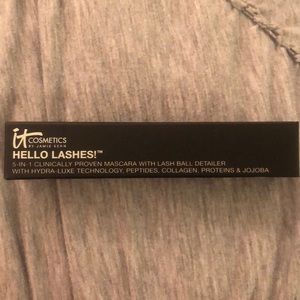 it COSMETICS
BY JAMIE KERN
HELLO LASHES!™
5-IN-1 CLINICALLY PROVEN MASCARA WITH LASH BALL DETAILER
WITH HYDRA-LUXE TECHNOLOGY, PEPTIDES, COLLAGEN, PROTEINS & JOJOBA